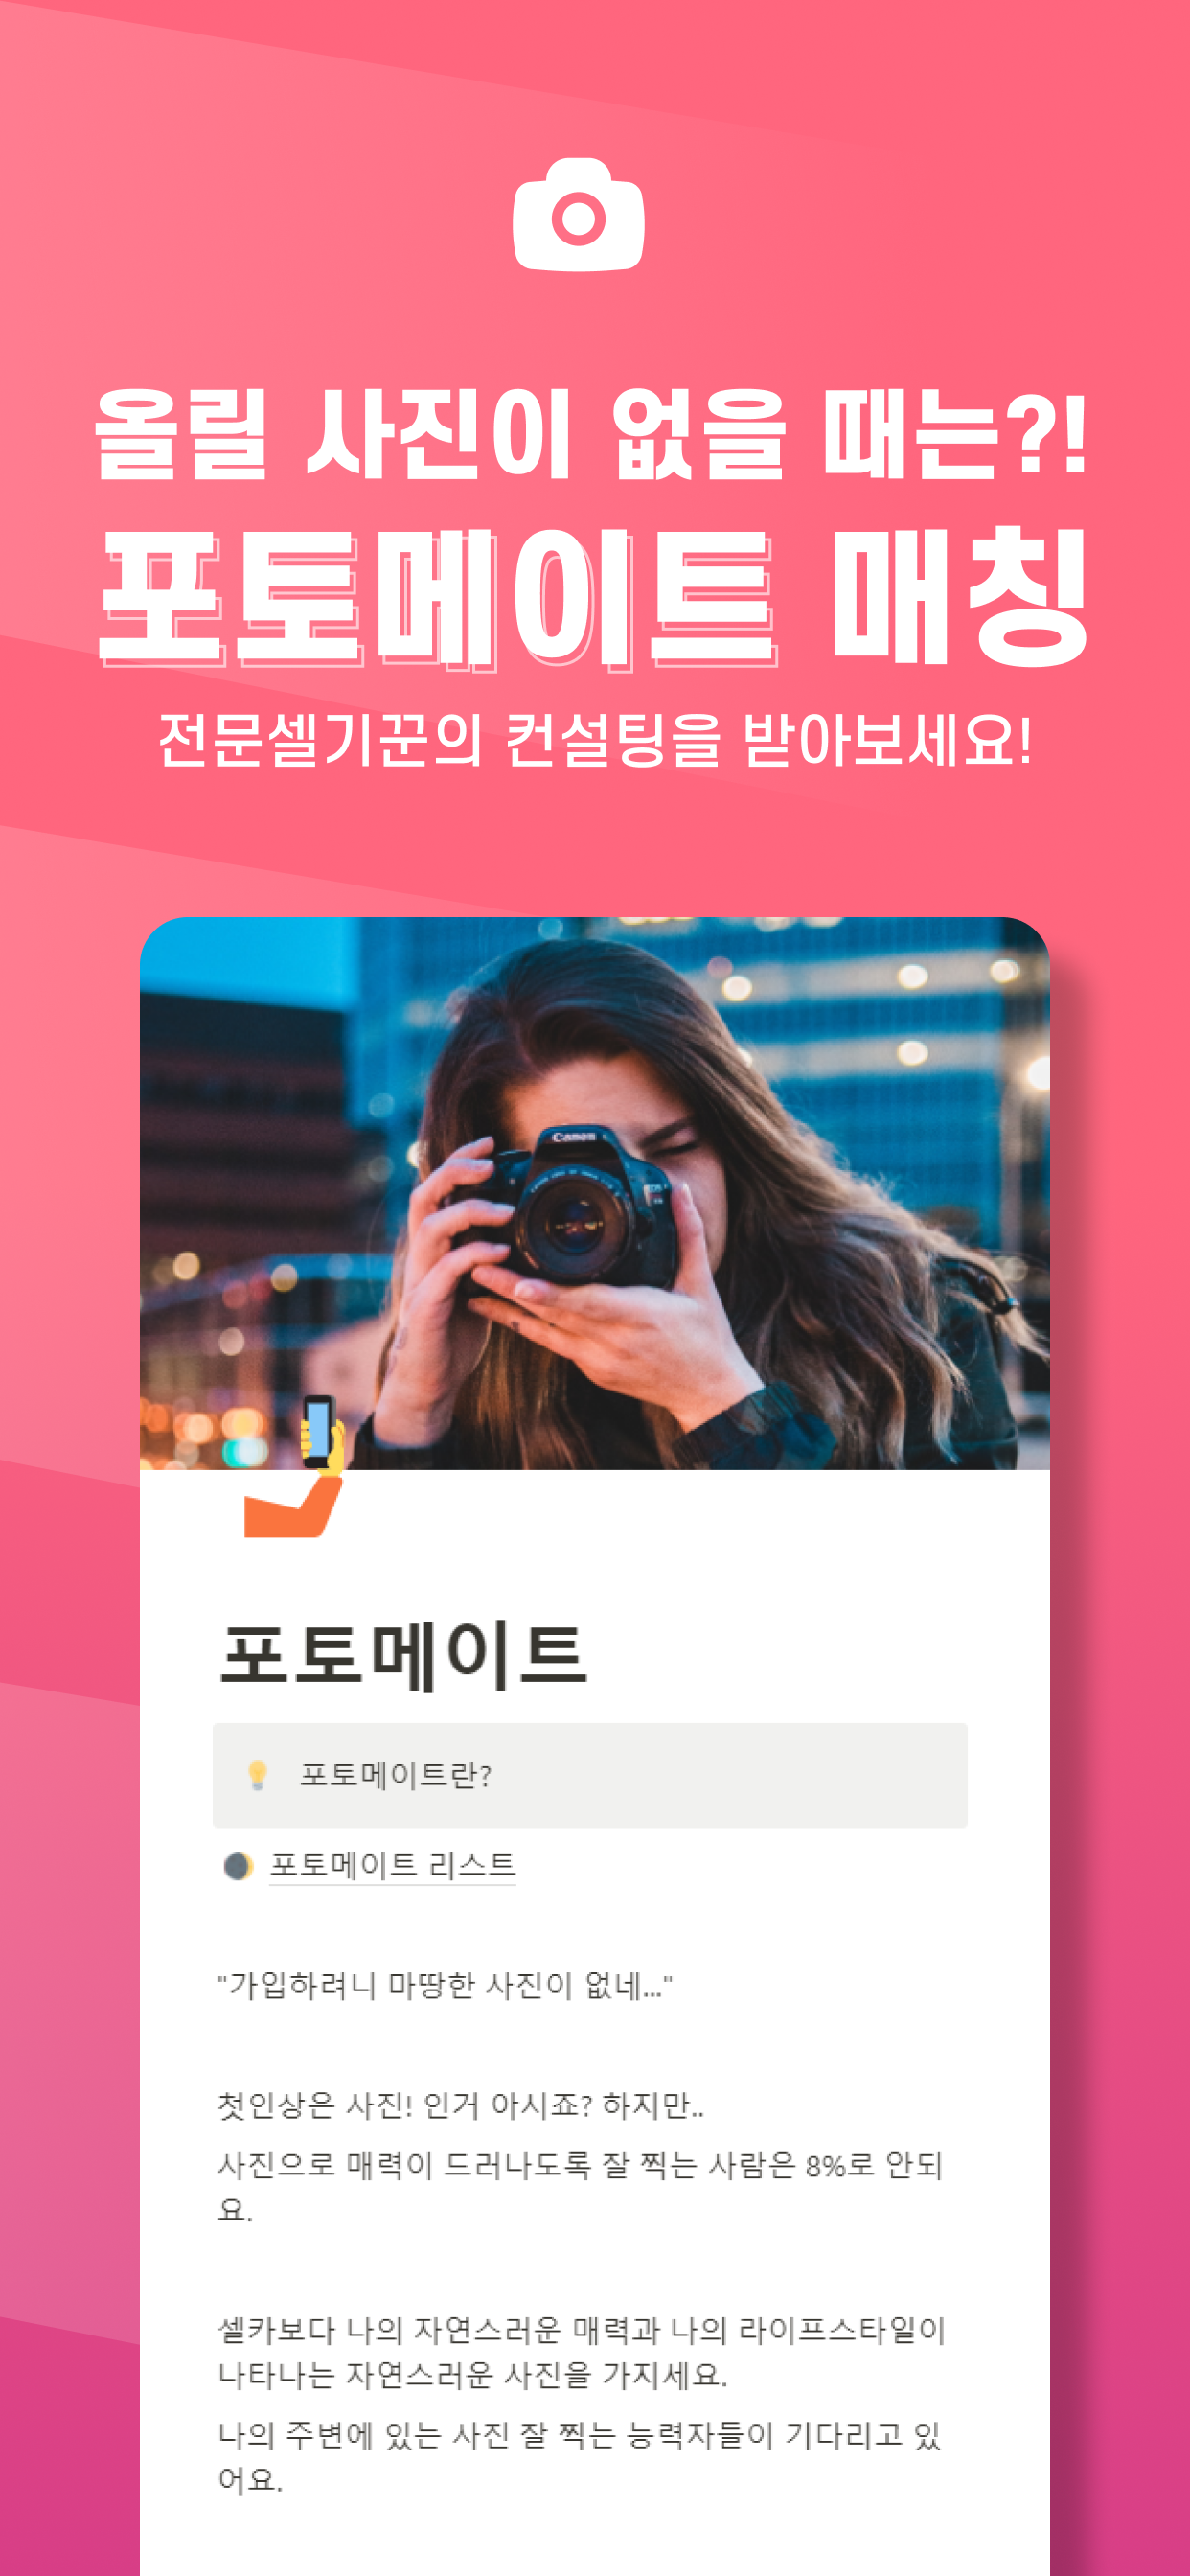 올릴 사진이 없을 때는?!
포토메이트 매칭
전문셀기꾼의 컨설팅을 받아보세요!
Canon
포토메이트
포토메이트란?
포토메이트 리스트
"가입하려니 마땅한 사진이 없네..."
첫인상은 사진! 인거 아시죠? 하지만..
사진으로 매력이 드러나도록 잘 찍는 사람은 8%로 안되
요.
셀카보다 나의 자연스러운 매력과 나의 라이프스타일이
나타나는 자연스러운 사진을 가지세요.
나의 주변에 있는 사진 잘 찍는 능력자들이 기다리고 있
어요.